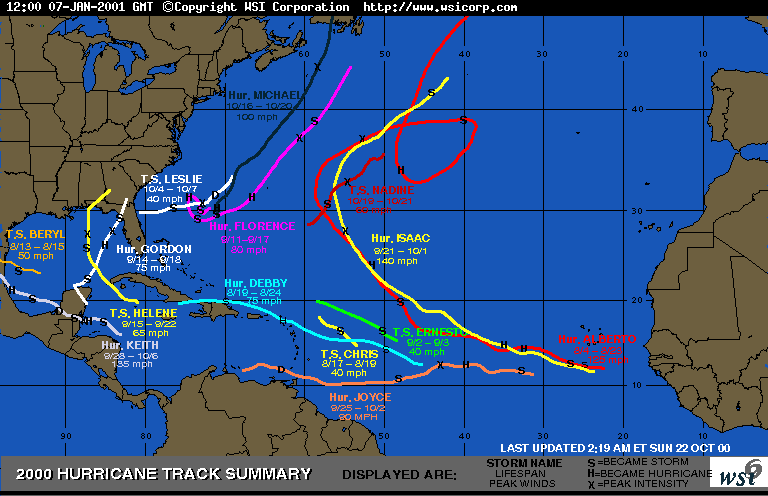 12:00 07-JAN-2001 GMT ©Copyright WSI Corporation http://www.wsicorp.com
60
50
40
20
10
Hur. MICHAEL
10/16 – 10/20
100 mph
40
T.S. LESLIE
10/4 – 10/7
40 mph
T.S. NADINE
10/19 – 10/21
30
Hur. FLORENCE
9/11–9/17
80 mph
T.S. BERYL
8/13 – 8/15
50 mph
Hur. GORDON
9/14 – 9/18
75 mph
Hur. ISAAC
9/21 – 10/1
140 mph
Hur. DEBBY
8/19 – 8/24
75 mph
20
T.S. HELENE
9/15 – 9/22
65 mph
T.S. ERNESTO
9/2 – 9/3
40 mph
Hur. KEITH
9/28 – 10/6
135 mph
T.S. CHRIS
8/17 – 8/19
40 mph
Hur. ALBERTO
125 mph
10
Hur. JOYCE
9/25 – 10/2
90 MPH
90
80
50
40
30
20
10
LAST UPDATED 2:19 AM ET SUN 22 OCT 00
2000 HURRICANE TRACK SUMMARY
DISPLAYED ARE:
STORM NAME
LIFESPAN
PEAK WINDS
S =BECAME STORM
H =BECAME HURRICANE
X =PEAK INTENSITY
wsi